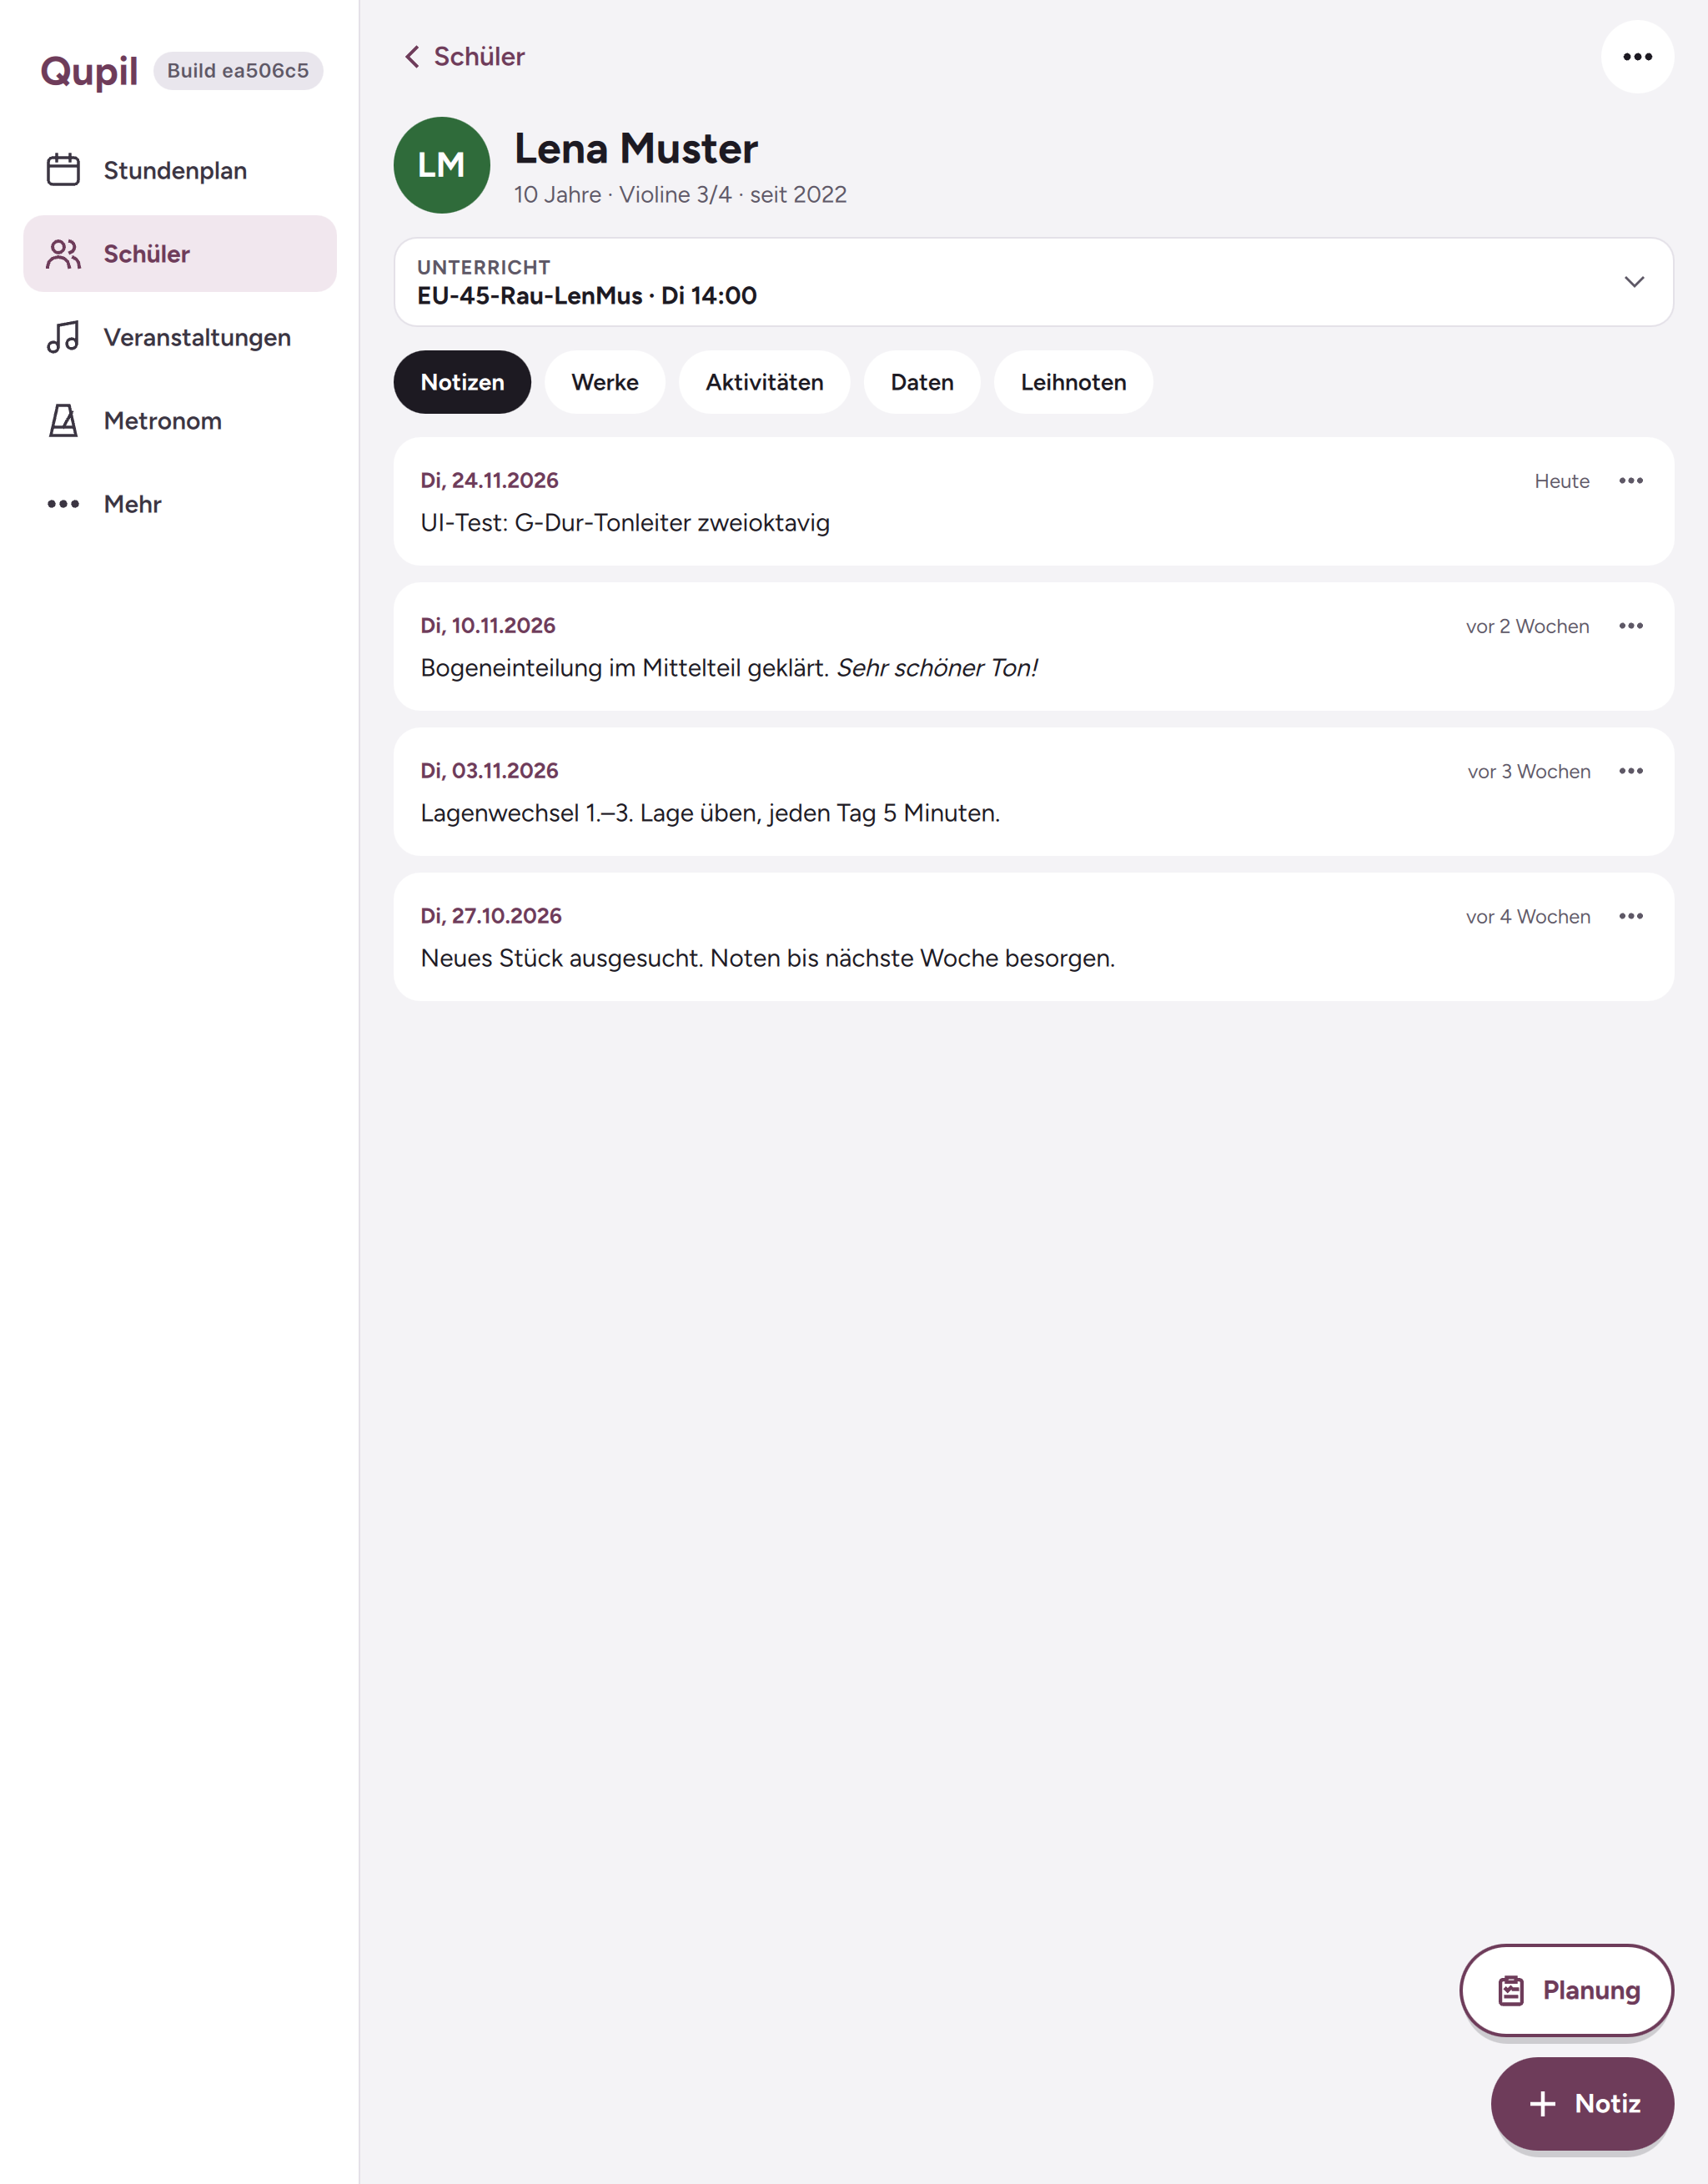 Qupil
Build ea506c5
Stundenplan
Schüler
Veranstaltungen
Metronom
Mehr
Schüler
LM
Lena Muster
10 Jahre · Violine 3/4 · seit 2022
UNTERRICHT
EU-45-Rau-LenMus · Di 14:00
Notizen
Werke
Aktivitäten
Daten
Leihnoten
Di, 24.11.2026
Heute
UI-Test: G-Dur-Tonleiter zweioktavig
Di, 10.11.2026
vor 2 Wochen
Bogeneinteilung im Mittelteil geklärt. Sehr schöner Ton!
Di, 03.11.2026
vor 3 Wochen
Lagenwechsel 1.–3. Lage üben, jeden Tag 5 Minuten.
Di, 27.10.2026
vor 4 Wochen
Neues Stück ausgesucht. Noten bis nächste Woche besorgen.
Planung
Notiz